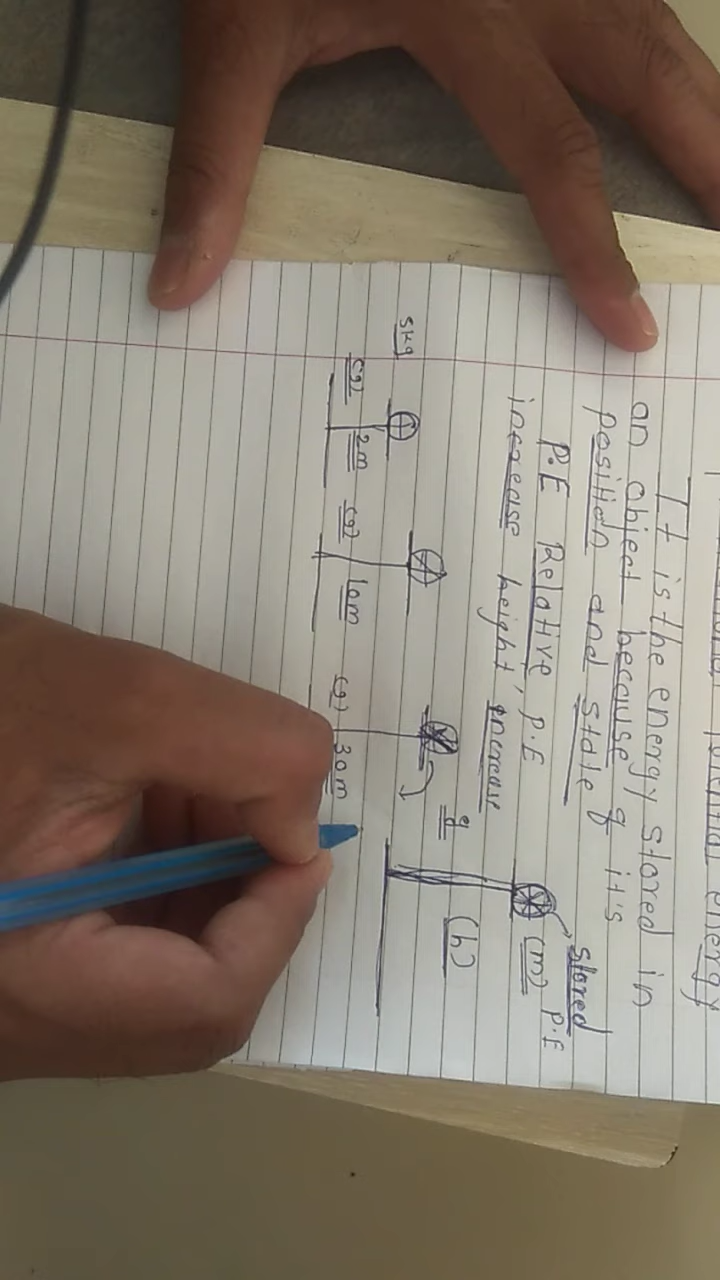 potential energy
It is the energy stored in
an object because of it's
position and state
P.E Relative, P.E
increase height increase
stored P.E
(m)
g
(h)
5kg
(g) 2m
(g) 10m
(g) 30m